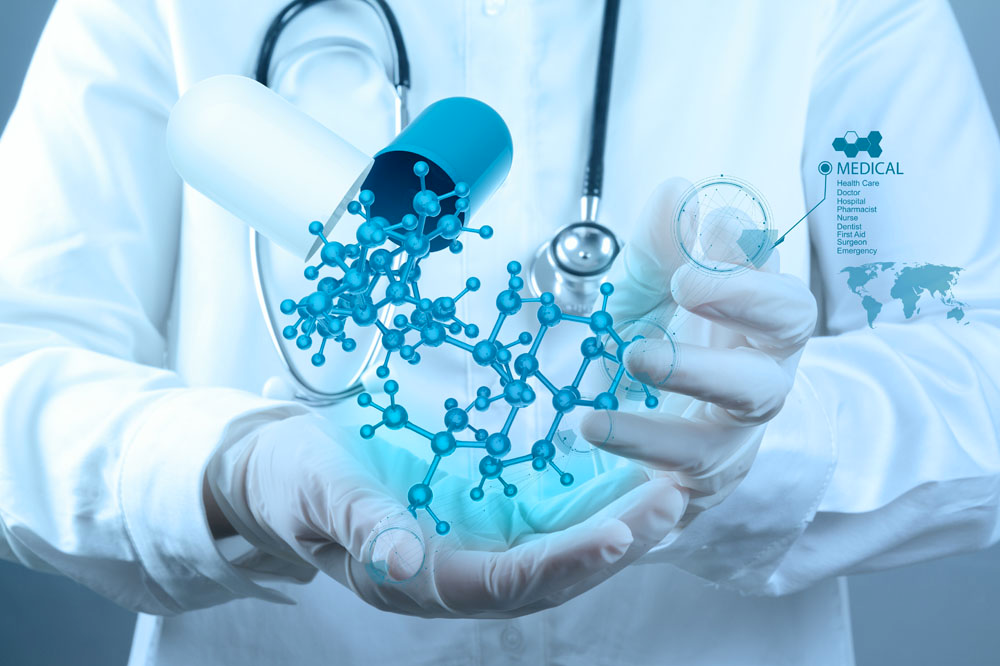 MEDICAL
Health Care
Doctor
Hospital
Pharmacist
Nurse
Dentist
First Aid
Surgeon
Emergency